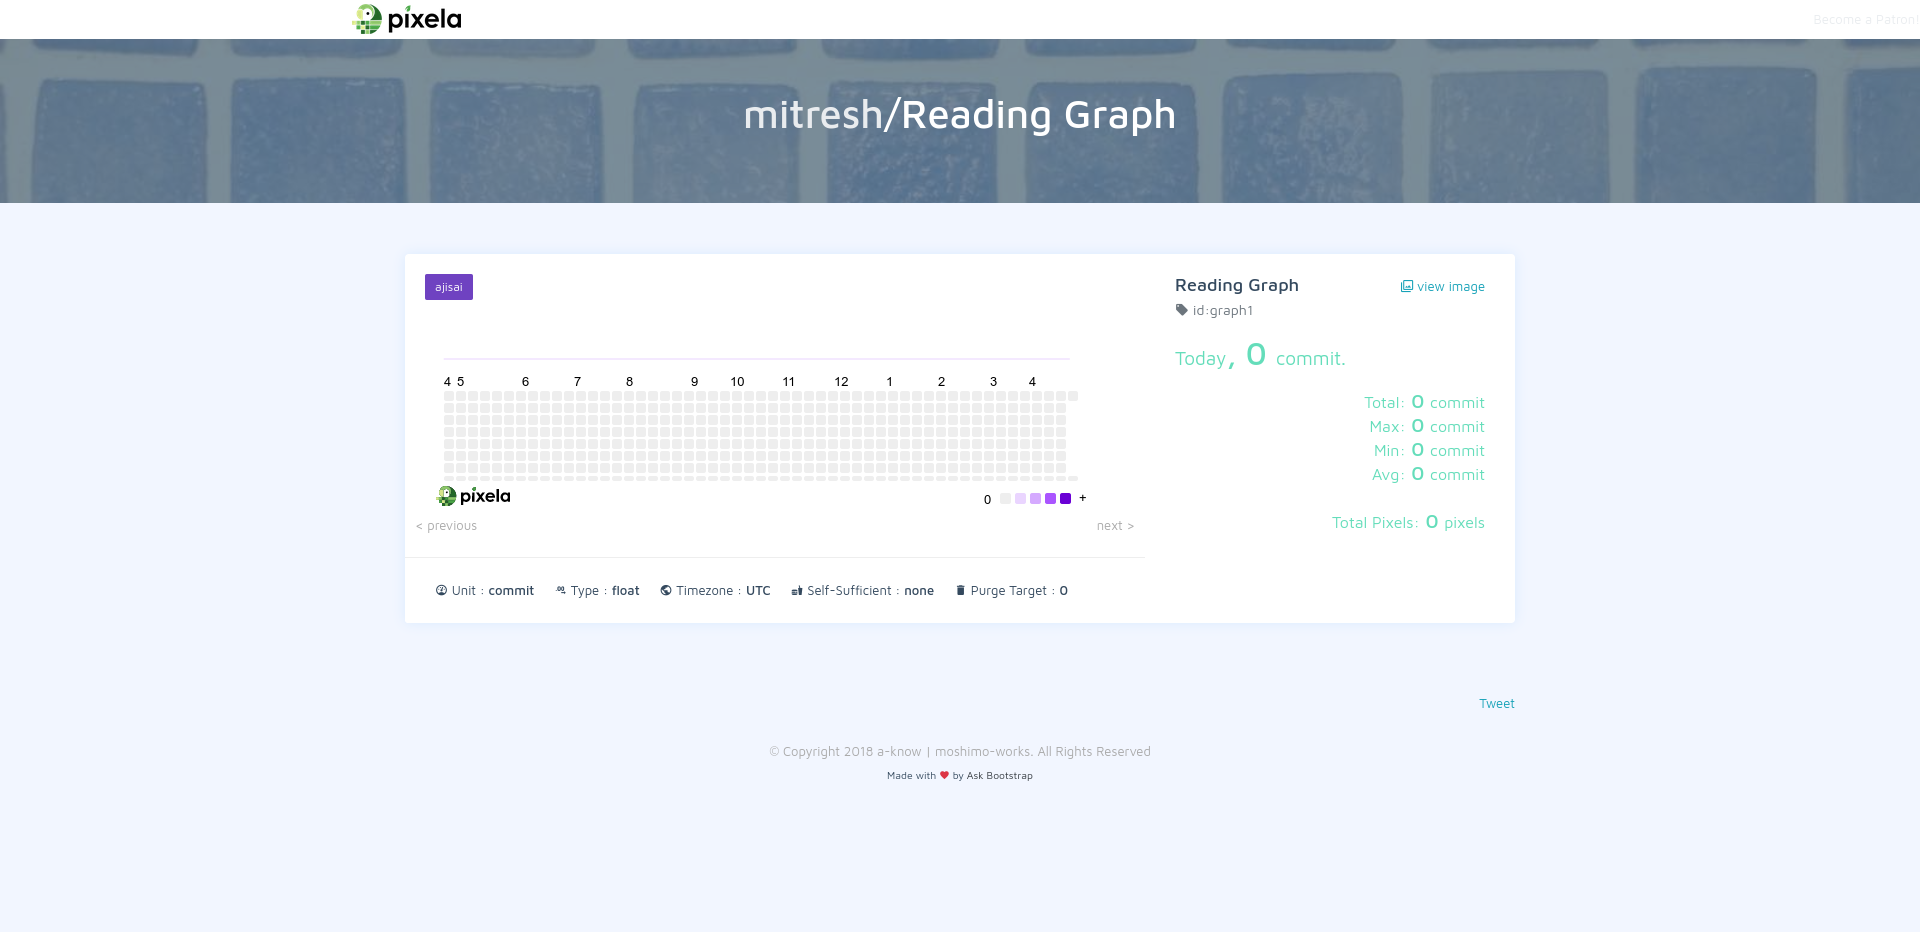 pixela
Become a Patron!
mitresh/Reading Graph
ajisai
4 5 6 7 8 9 10 11 12 1 2 3 4
pixela
0 +
< previous
next >
Unit : commit Type : float Timezone : UTC Self-Sufficient : none Purge Target : 0
Reading Graph
view image
id:graph1
Today, 0 commit.
Total: 0 commit
Max: 0 commit
Min: 0 commit
Avg: 0 commit
Total Pixels: 0 pixels
Tweet
© Copyright 2018 a-know | moshimo-works. All Rights Reserved
Made with ❤ by Ask Bootstrap